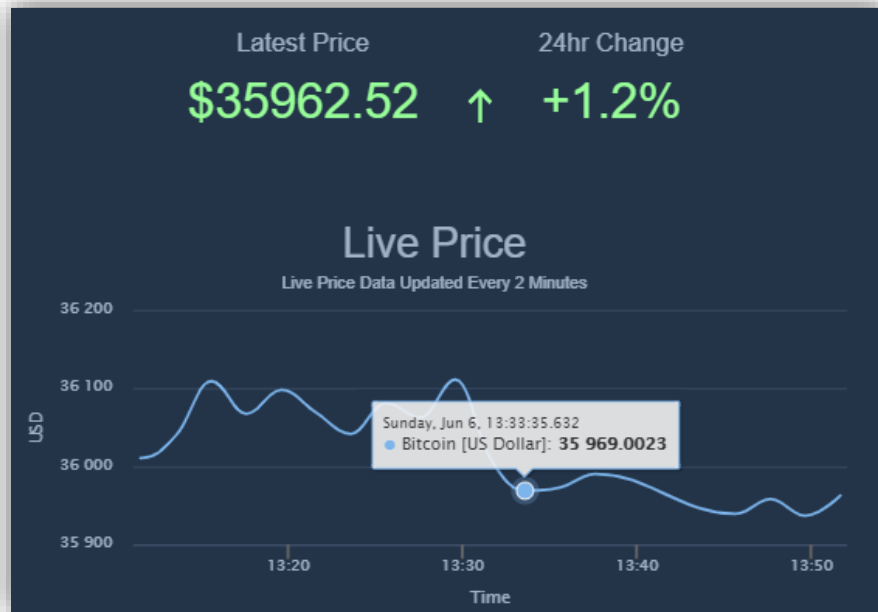 Latest Price 24hr Change
$35962.52 ↑ +1.2%
Live Price
Live Price Data Updated Every 2 Minutes
36 200
36 100
36 000
35 900
USD
Sunday, Jun 6, 13:33:35.632
● Bitcoin [US Dollar]: 35 969.0023
13:20 13:30 13:40 13:50
Time